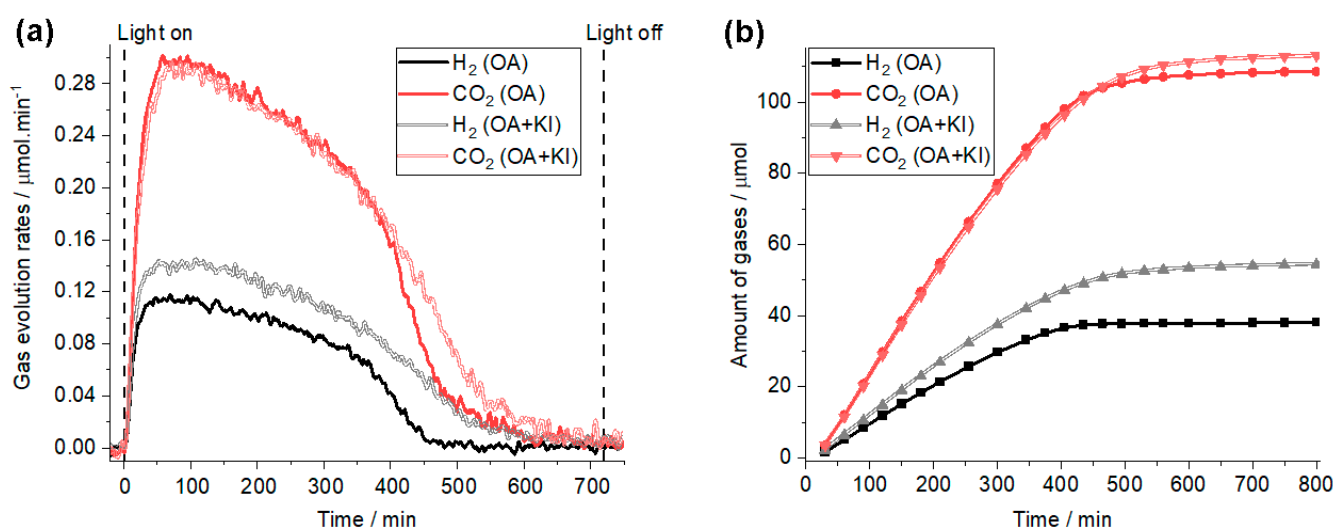 (a)
Light on
Light off
H₂ (OA)
CO₂ (OA)
H₂ (OA+KI)
CO₂ (OA+KI)
Gas evolution rates / μmol.min⁻¹
0.28
0.24
0.20
0.16
0.12
0.08
0.04
0.00
0 100 200 300 400 500 600 700
Time / min
(b)
H₂ (OA)
CO₂ (OA)
H₂ (OA+KI)
CO₂ (OA+KI)
Amount of gases / μmol
100
80
60
40
20
0
0 100 200 300 400 500 600 700 800
Time / min